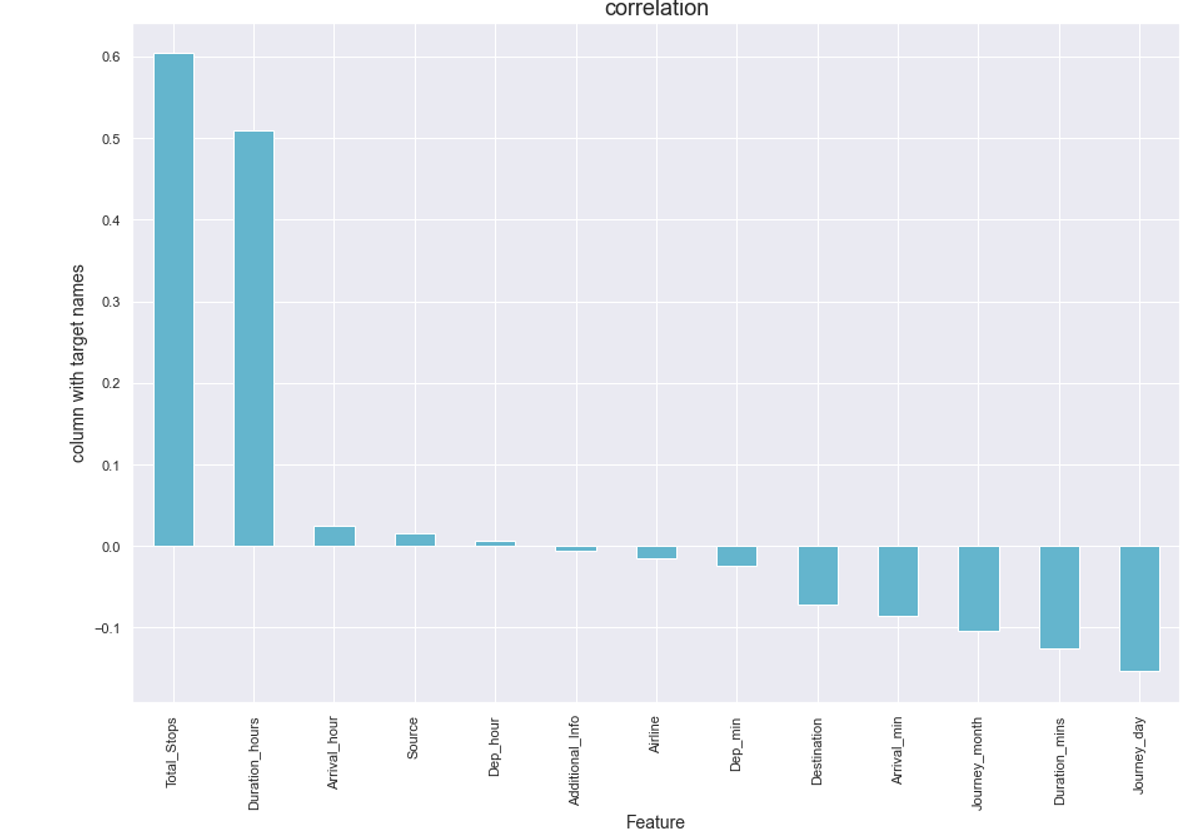 correlation
0.6
0.5
0.4
0.3
0.2
0.1
0.0
−0.1
column with target names
Total_Stops
Duration_hours
Arrival_hour
Source
Dep_hour
Additional_Info
Airline
Dep_min
Destination
Arrival_min
Journey_month
Duration_mins
Journey_day
Feature